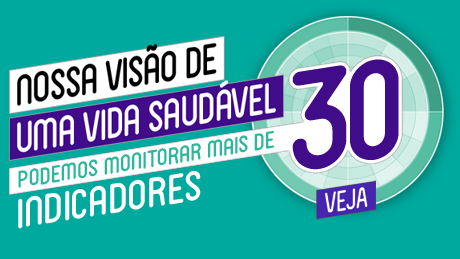 NOSSA VISÃO DE
UMA VIDA SAUDÁVEL
PODEMOS MONITORAR MAIS DE
30
INDICADORES
VEJA